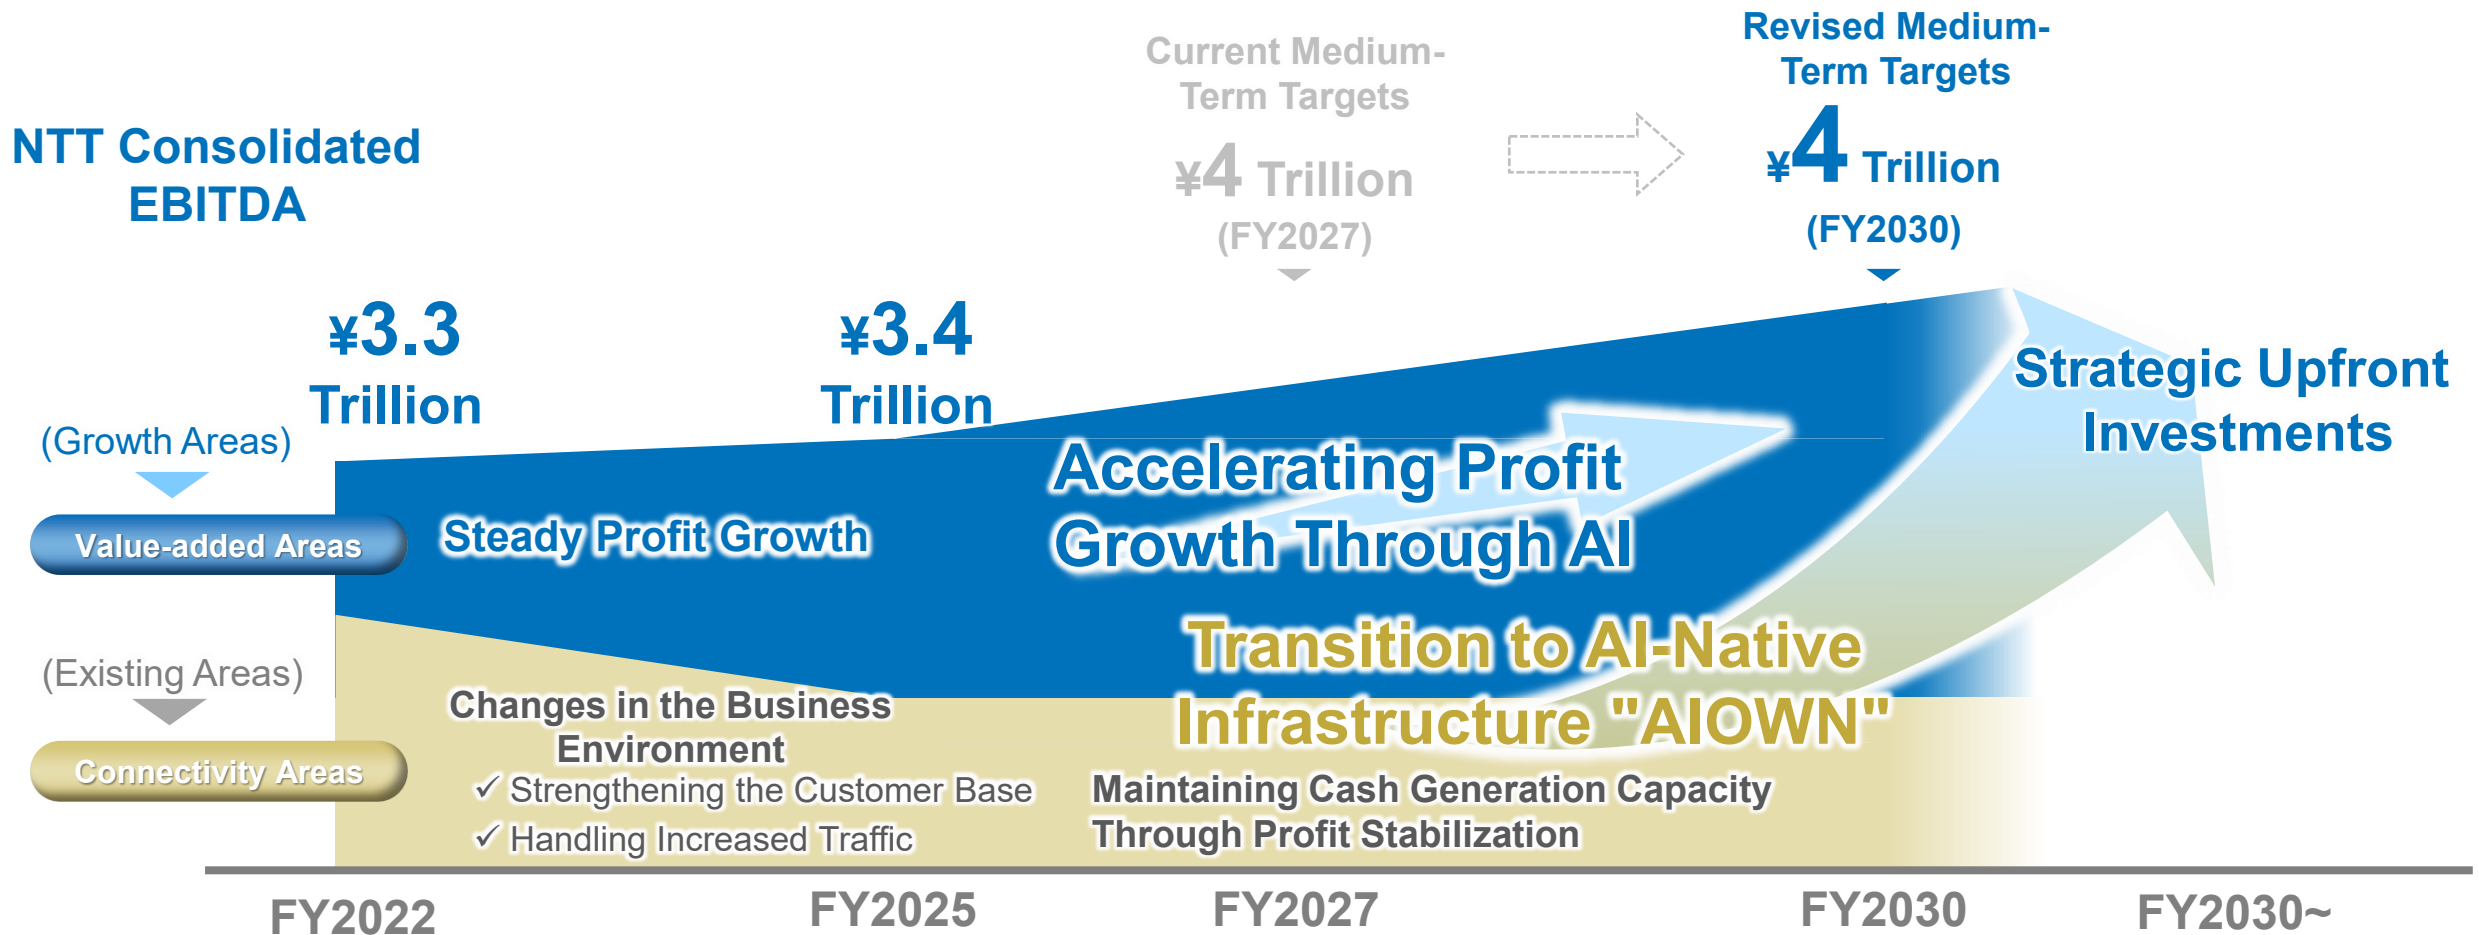 NTT Consolidated
EBITDA
Current Medium-
Term Targets
¥4 Trillion
(FY2027)
Revised Medium-
Term Targets
¥4 Trillion
(FY2030)
¥3.3
Trillion
¥3.4
Trillion
(Growth Areas)
Value-added Areas
Steady Profit Growth
Accelerating Profit
Growth Through AI
Strategic Upfront
Investments
(Existing Areas)
Connectivity Areas
Changes in the Business
Environment
✓ Strengthening the Customer Base
✓ Handling Increased Traffic
Transition to AI-Native
Infrastructure "AIOWN"
Maintaining Cash Generation Capacity
Through Profit Stabilization
FY2022
FY2025
FY2027
FY2030
FY2030~